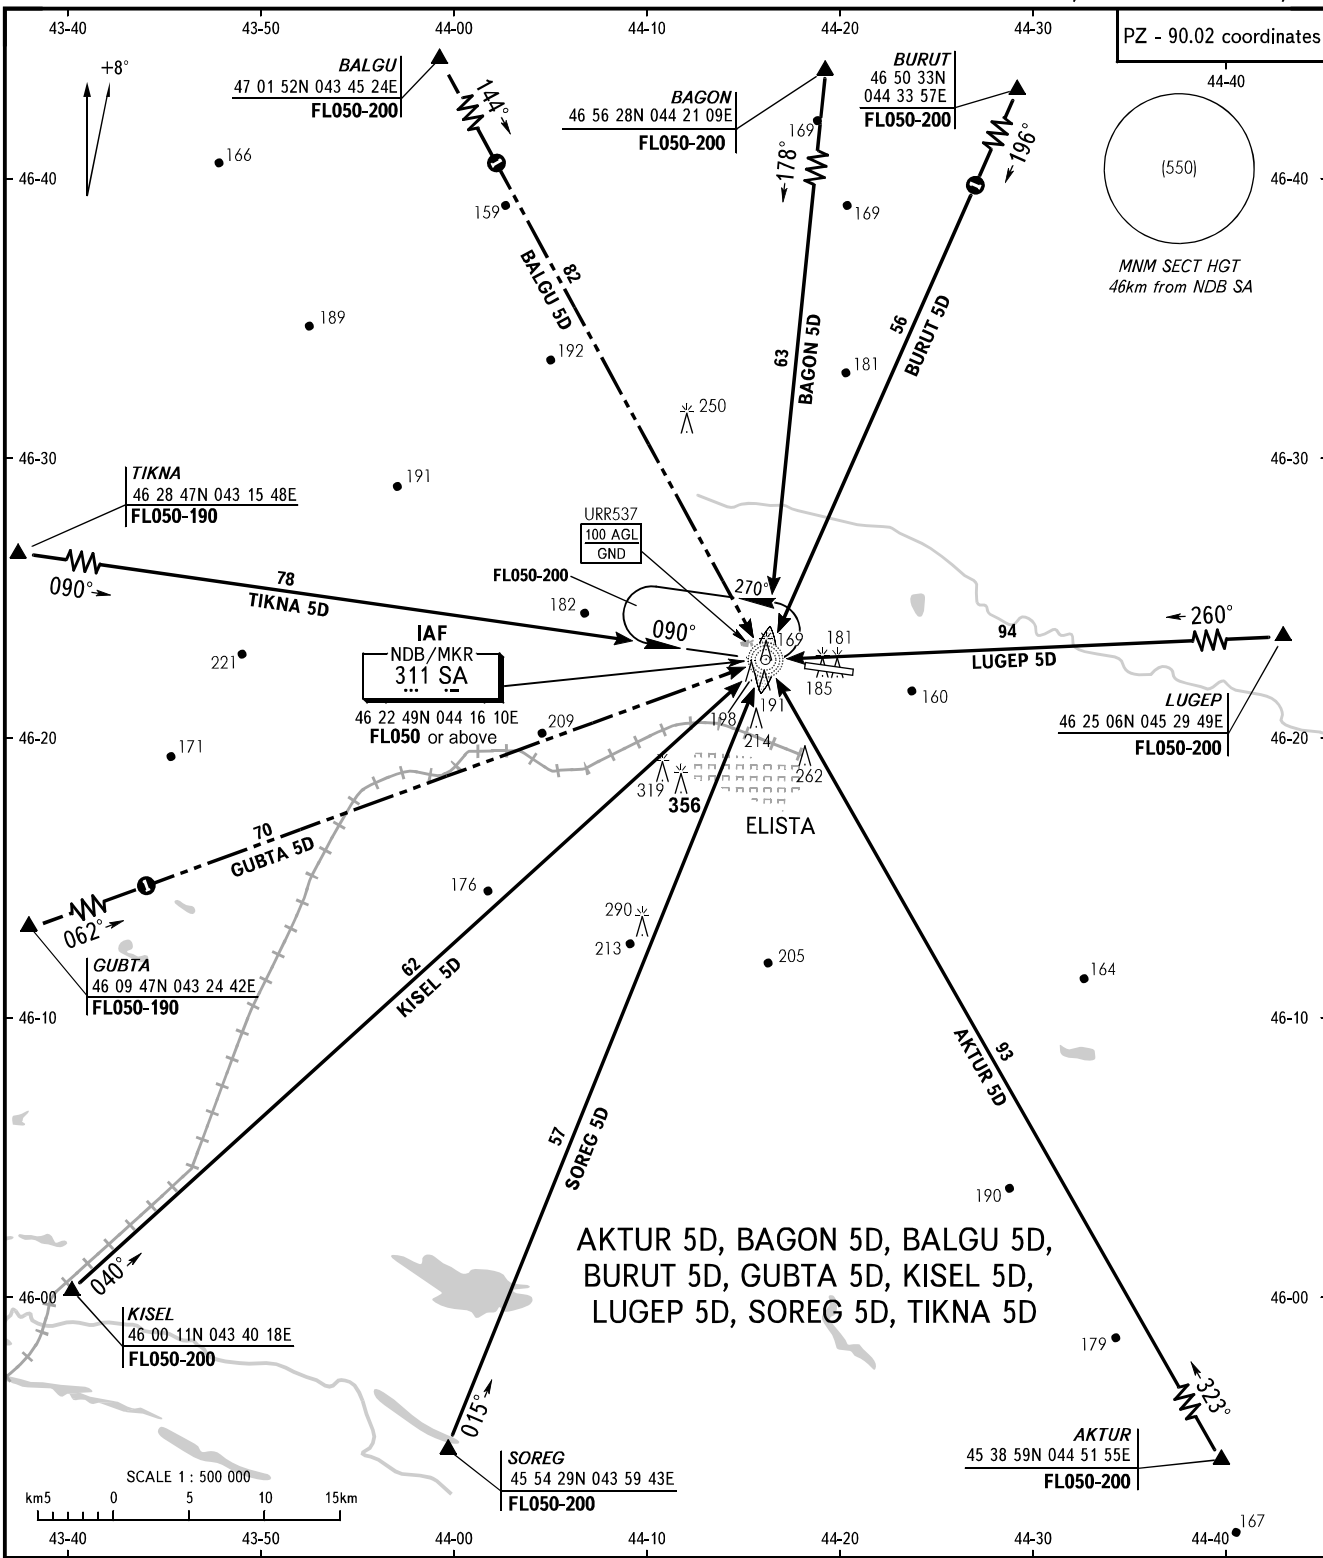 43-40
43-50
44-00
44-10
44-20
44-30
PZ - 90.02 coordinates
44-40
+8°
BALGU
47 01 52N 043 45 24E
FL050-200
144°
BAGON
46 56 28N 044 21 09E
FL050-200
BURUT
46 50 33N
044 33 57E
FL050-200
169
178°
196°
1
1
166
46-40
159
169
(550)
46-40
MNM SECT HGT
46km from NDB SA
82
BALGU 5D
189
192
63
BAGON 5D
56
BURUT 5D
181
250
46-30
46-30
TIKNA
46 28 47N 043 15 48E
FL050-190
191
URR537
100 AGL
GND
090°
78
TIKNA 5D
FL050-200
270°
182
090°
260°
94
LUGEP 5D
IAF
NDB/MKR
311 SA
46 22 49N 044 16 10E
FL050 or above
169
181
185
221
160
191
198
214
LUGEP
46 25 06N 045 29 49E
FL050-200
209
46-20
46-20
171
319
356
262
ELISTA
70
GUBTA 5D
1
062°
176
290
213
205
164
GUBTA
46 09 47N 043 24 42E
FL050-190
62
KISEL 5D
46-10
46-10
93
AKTUR 5D
57
SOREG 5D
190
AKTUR 5D, BAGON 5D, BALGU 5D,
BURUT 5D, GUBTA 5D, KISEL 5D,
LUGEP 5D, SOREG 5D, TIKNA 5D
040°
46-00
46-00
KISEL
46 00 11N 043 40 18E
FL050-200
179
323°
015°
AKTUR
45 38 59N 044 51 55E
FL050-200
SOREG
45 54 29N 043 59 43E
FL050-200
SCALE 1 : 500 000
km5
0
5
10
15km
167
43-40
43-50
44-00
44-10
44-20
44-30
44-40